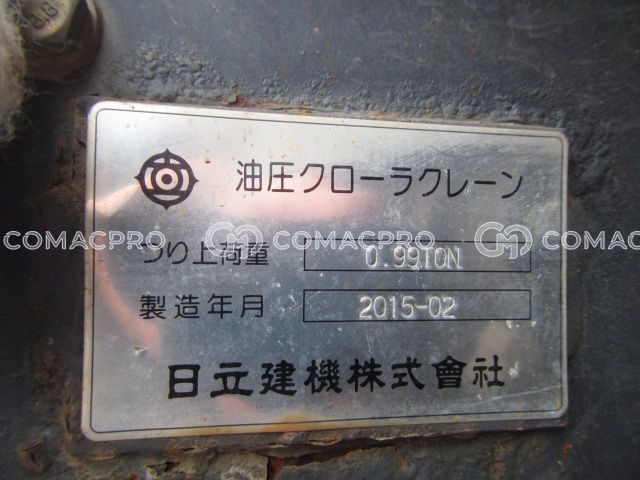 油圧クローラクレーン
COMACPRO COMACPRO COMACPRO
つり上荷重 0.99TON
製造年月 2015-02
日立建機株式會社